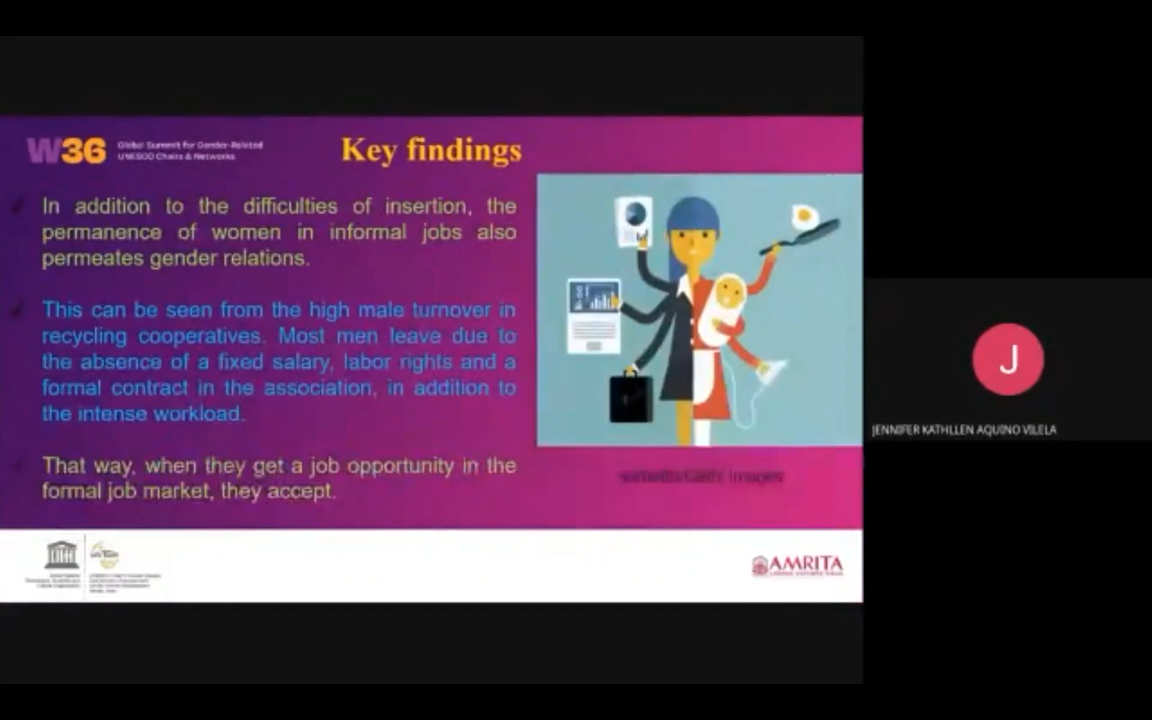 W36
Global Summit for Gender-Related
UNESCO Chairs & Networks
Key findings
In addition to the difficulties of insertion, the
permanence of women in informal jobs also
permeates gender relations.
This can be seen from the high male turnover in
recycling cooperatives. Most men leave due to
the absence of a fixed salary, labor rights and a
formal contract in the association, in addition to
the intense workload.
That way, when they get a job opportunity in the
formal job market, they accept.
images
AMRITA
J
JENNIFER KATHLLEN AQUINO VILELA